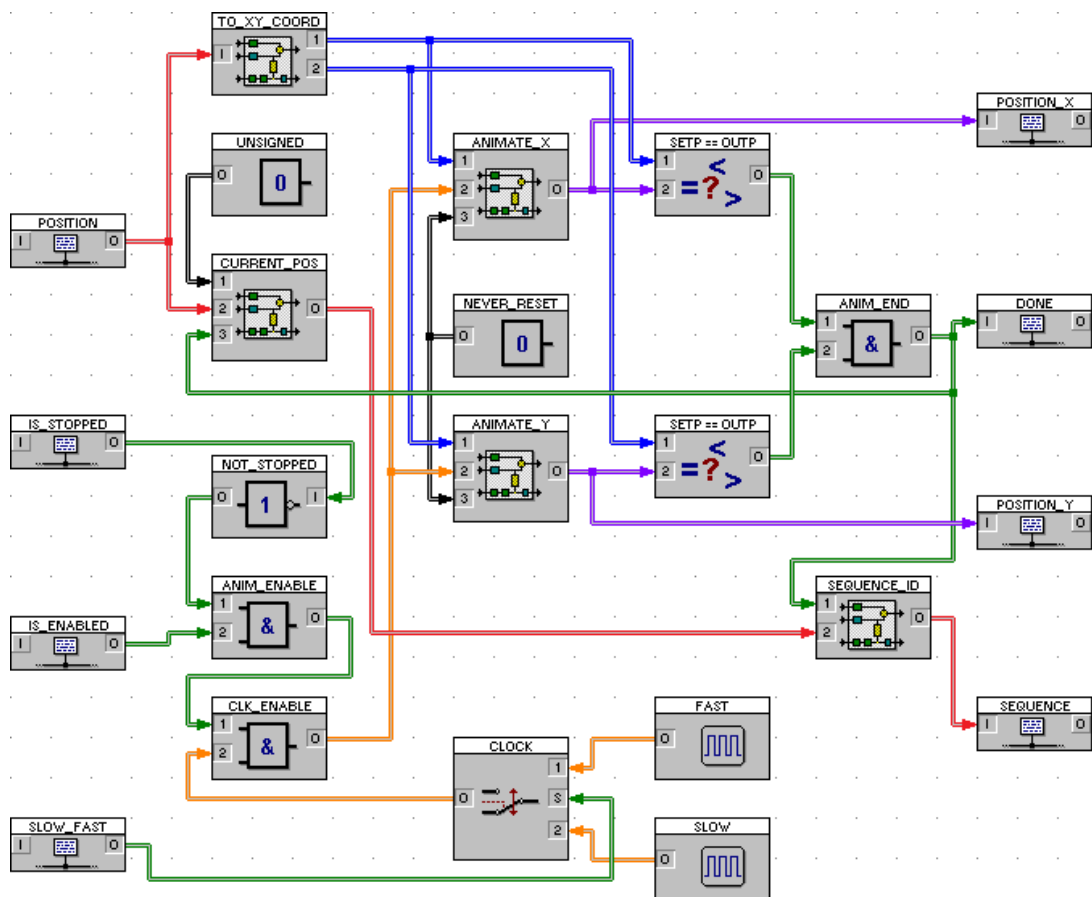 TO_XY_COORD
I 1
2
UNSIGNED
O 0
POSITION
I O
CURRENT_POS
1
2 O
3
ANIMATE_X
1
2 O
3
SETP == OUTP
1 O
2 =?<>
POSITION_X
I O
NEVER_RESET
O 0
ANIM_END
1
& O
2
DONE
I O
IS_STOPPED
I O
NOT_STOPPED
O 1 I
ANIMATE_Y
1
2 O
3
SETP == OUTP
1 O
2 =?<>
POSITION_Y
I O
ANIM_ENABLE
1
& O
2
IS_ENABLED
I O
SEQUENCE_ID
1
2 O
CLK_ENABLE
1
& O
2
CLOCK
1
O S
2
FAST
O
SEQUENCE
I O
SLOW_FAST
I O
SLOW
O